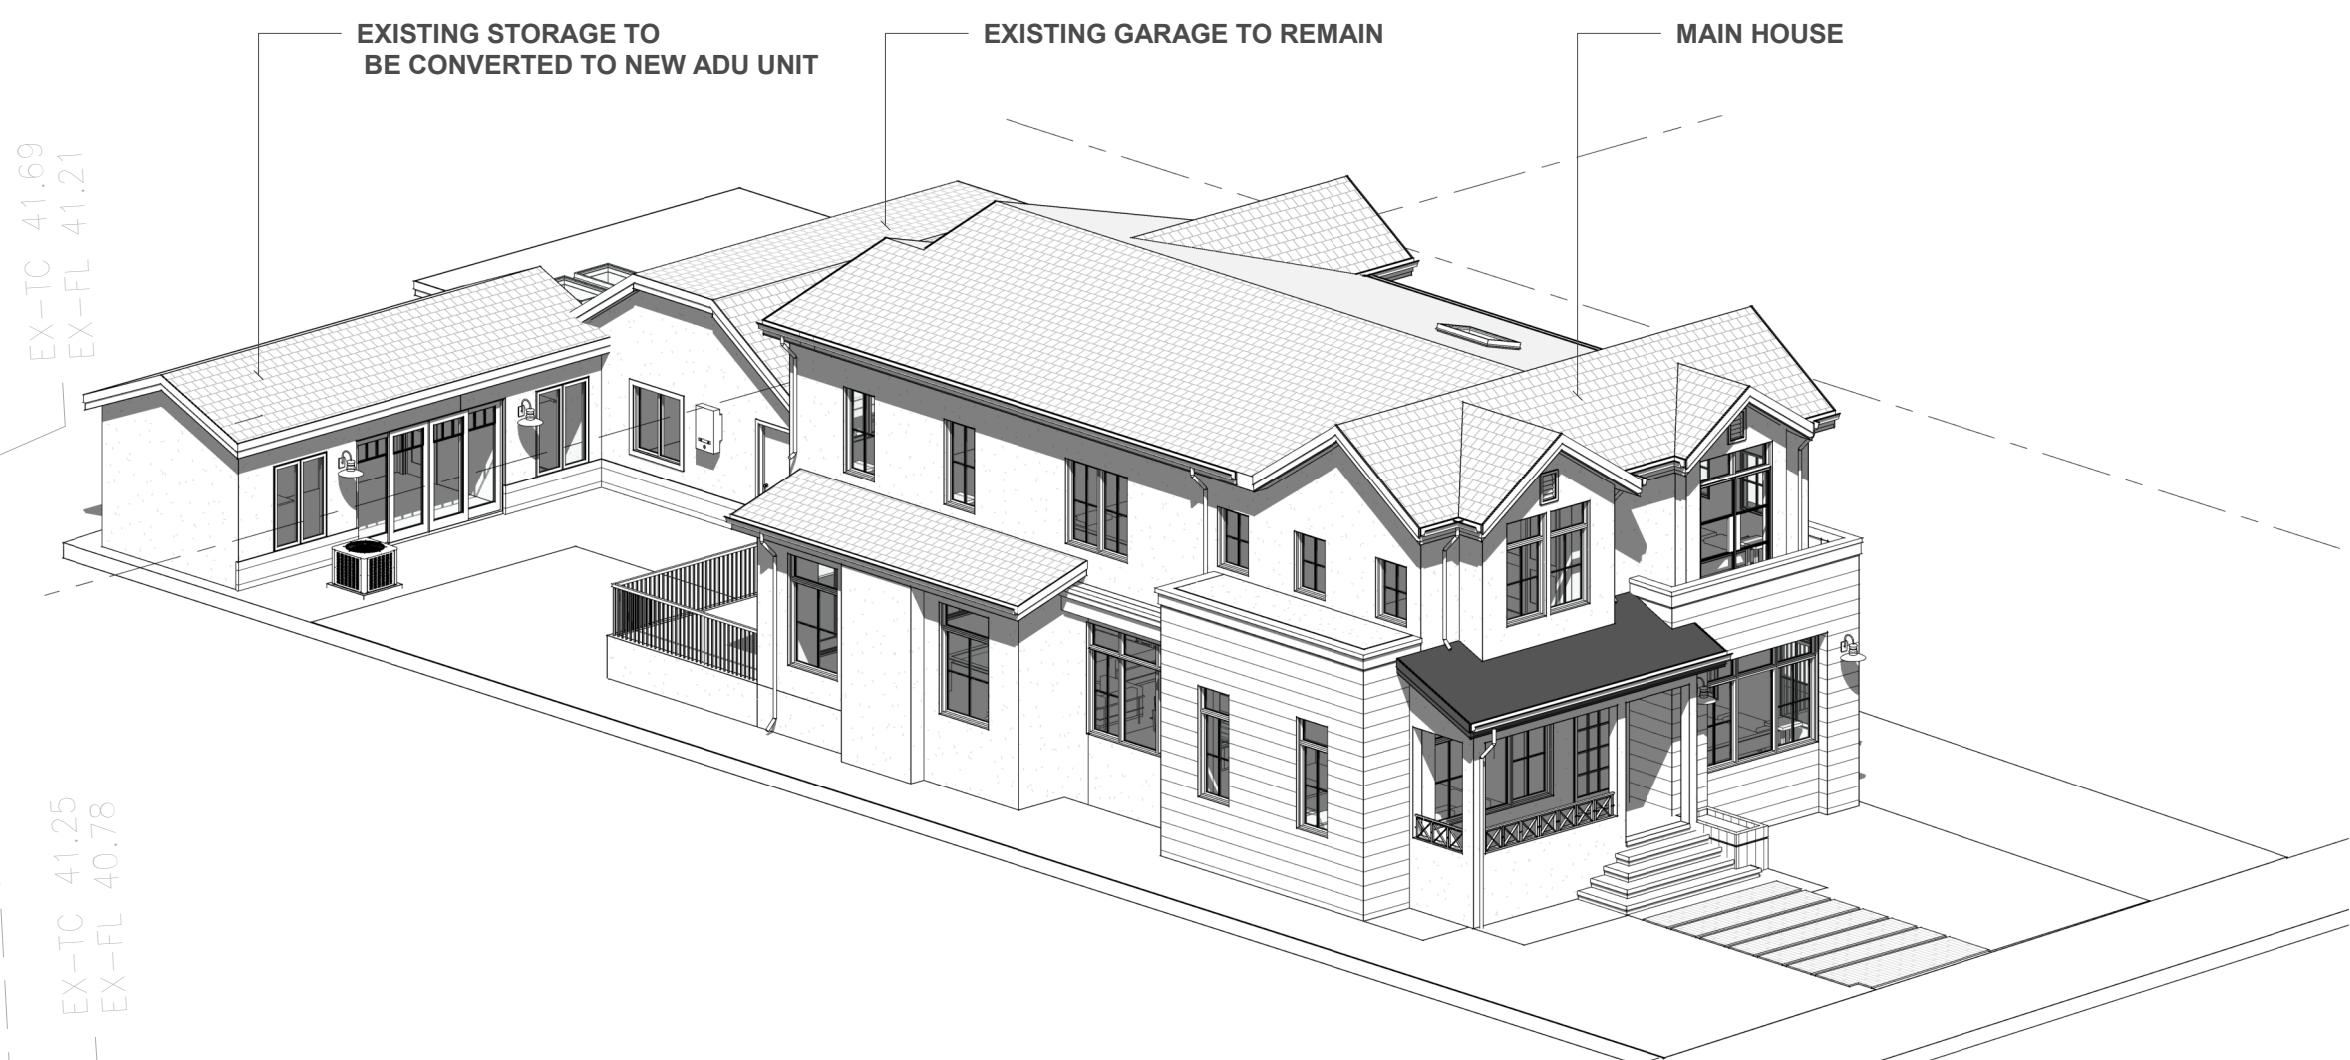 EXISTING STORAGE TO
BE CONVERTED TO NEW ADU UNIT
EXISTING GARAGE TO REMAIN
MAIN HOUSE
EX-TC 41.69
EX-FL 41.21
EX-TC 41.25
EX-FL 40.78